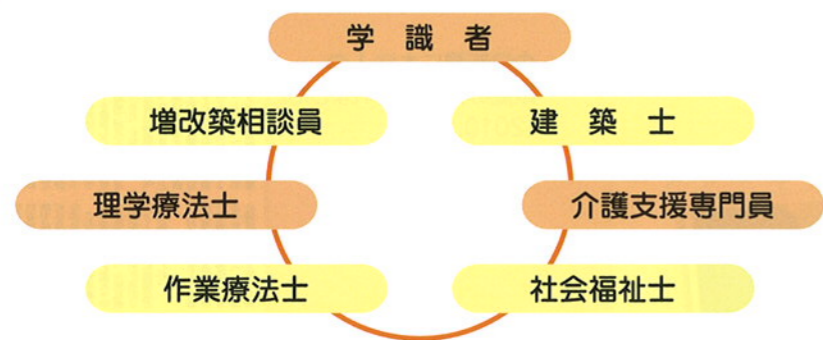 学識者
増改築相談員
建築士
理学療法士
介護支援専門員
作業療法士
社会福祉士